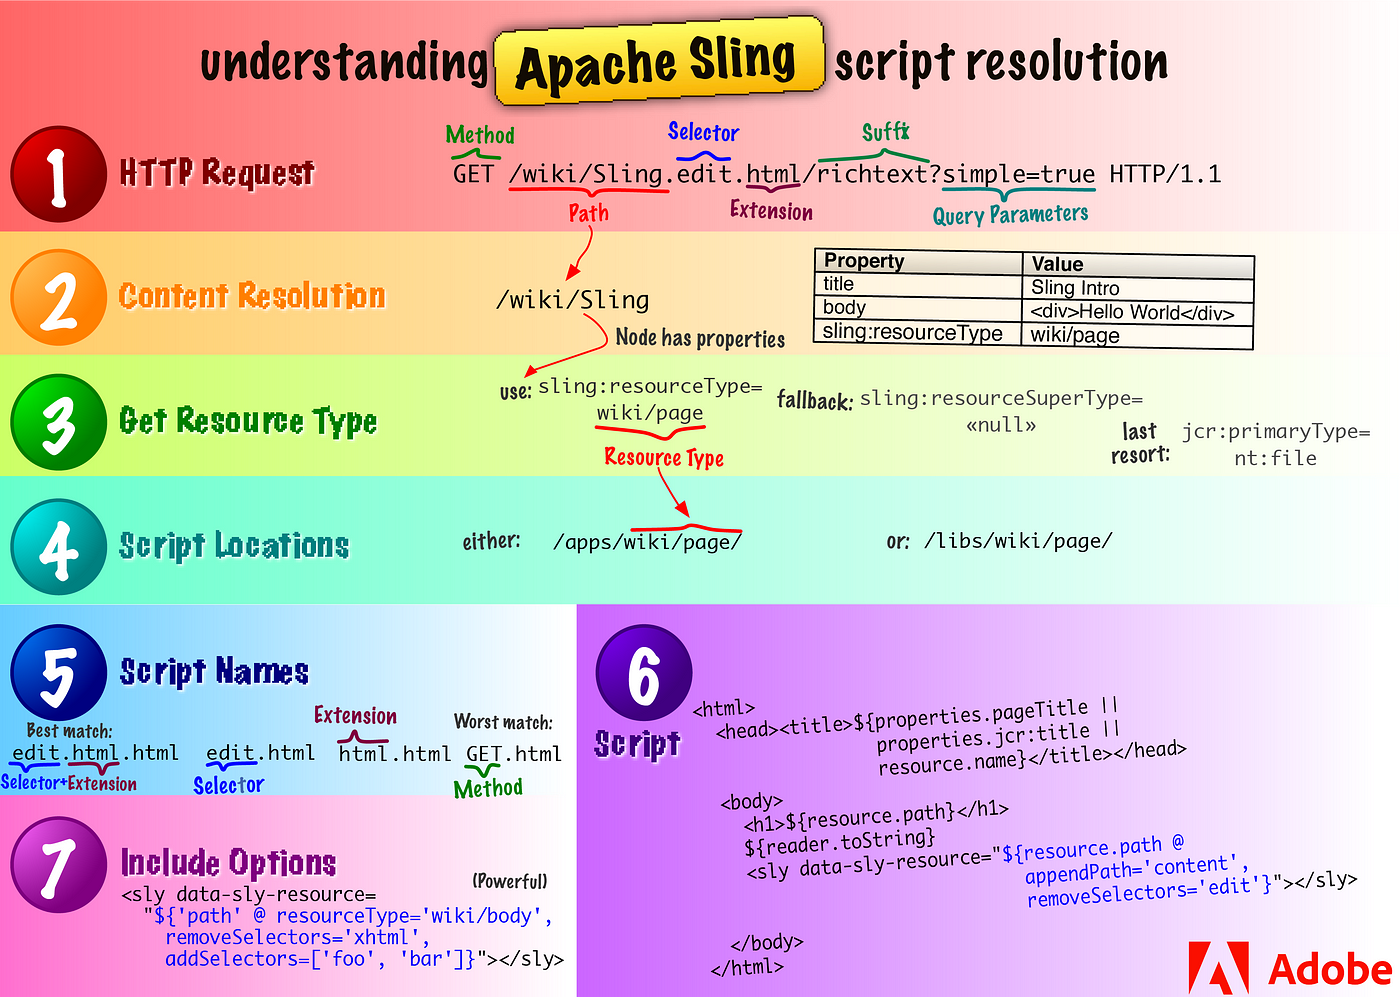 understanding Apache Sling script resolution
1 HTTP Request
Method
Selector
Suffix
GET /wiki/Sling.edit.html/richtext?simple=true HTTP/1.1
Path
Extension
Query Parameters
2 Content Resolution
/wiki/Sling
Node has properties
Property Value
title Sling Intro
body <div>Hello World</div>
sling:resourceType wiki/page
3 Get Resource Type
use: sling:resourceType=
wiki/page
Resource Type
fallback: sling:resourceSuperType=
«null»
last
resort:
jcr:primaryType=
nt:file
4 Script Locations
either: /apps/wiki/page/
or: /libs/wiki/page/
5 Script Names
Best match:
edit.html.html
Selector+Extension
edit.html
Selector
Extension
html.html
Worst match:
GET.html
Method
6
Script
<html>
<head><title>${properties.pageTitle ||
properties.jcr:title ||
resource.name}</title></head>
<body>
<h1>${resource.path}</h1>
${reader.toString}
<sly data-sly-resource="${resource.path @
appendPath='content',
removeSelectors='edit'}"></sly>
</body>
</html>
7 Include Options
(Powerful)
<sly data-sly-resource=
"${'path' @ resourceType='wiki/body',
removeSelectors='xhtml',
addSelectors=['foo', 'bar']}"></sly>
Adobe